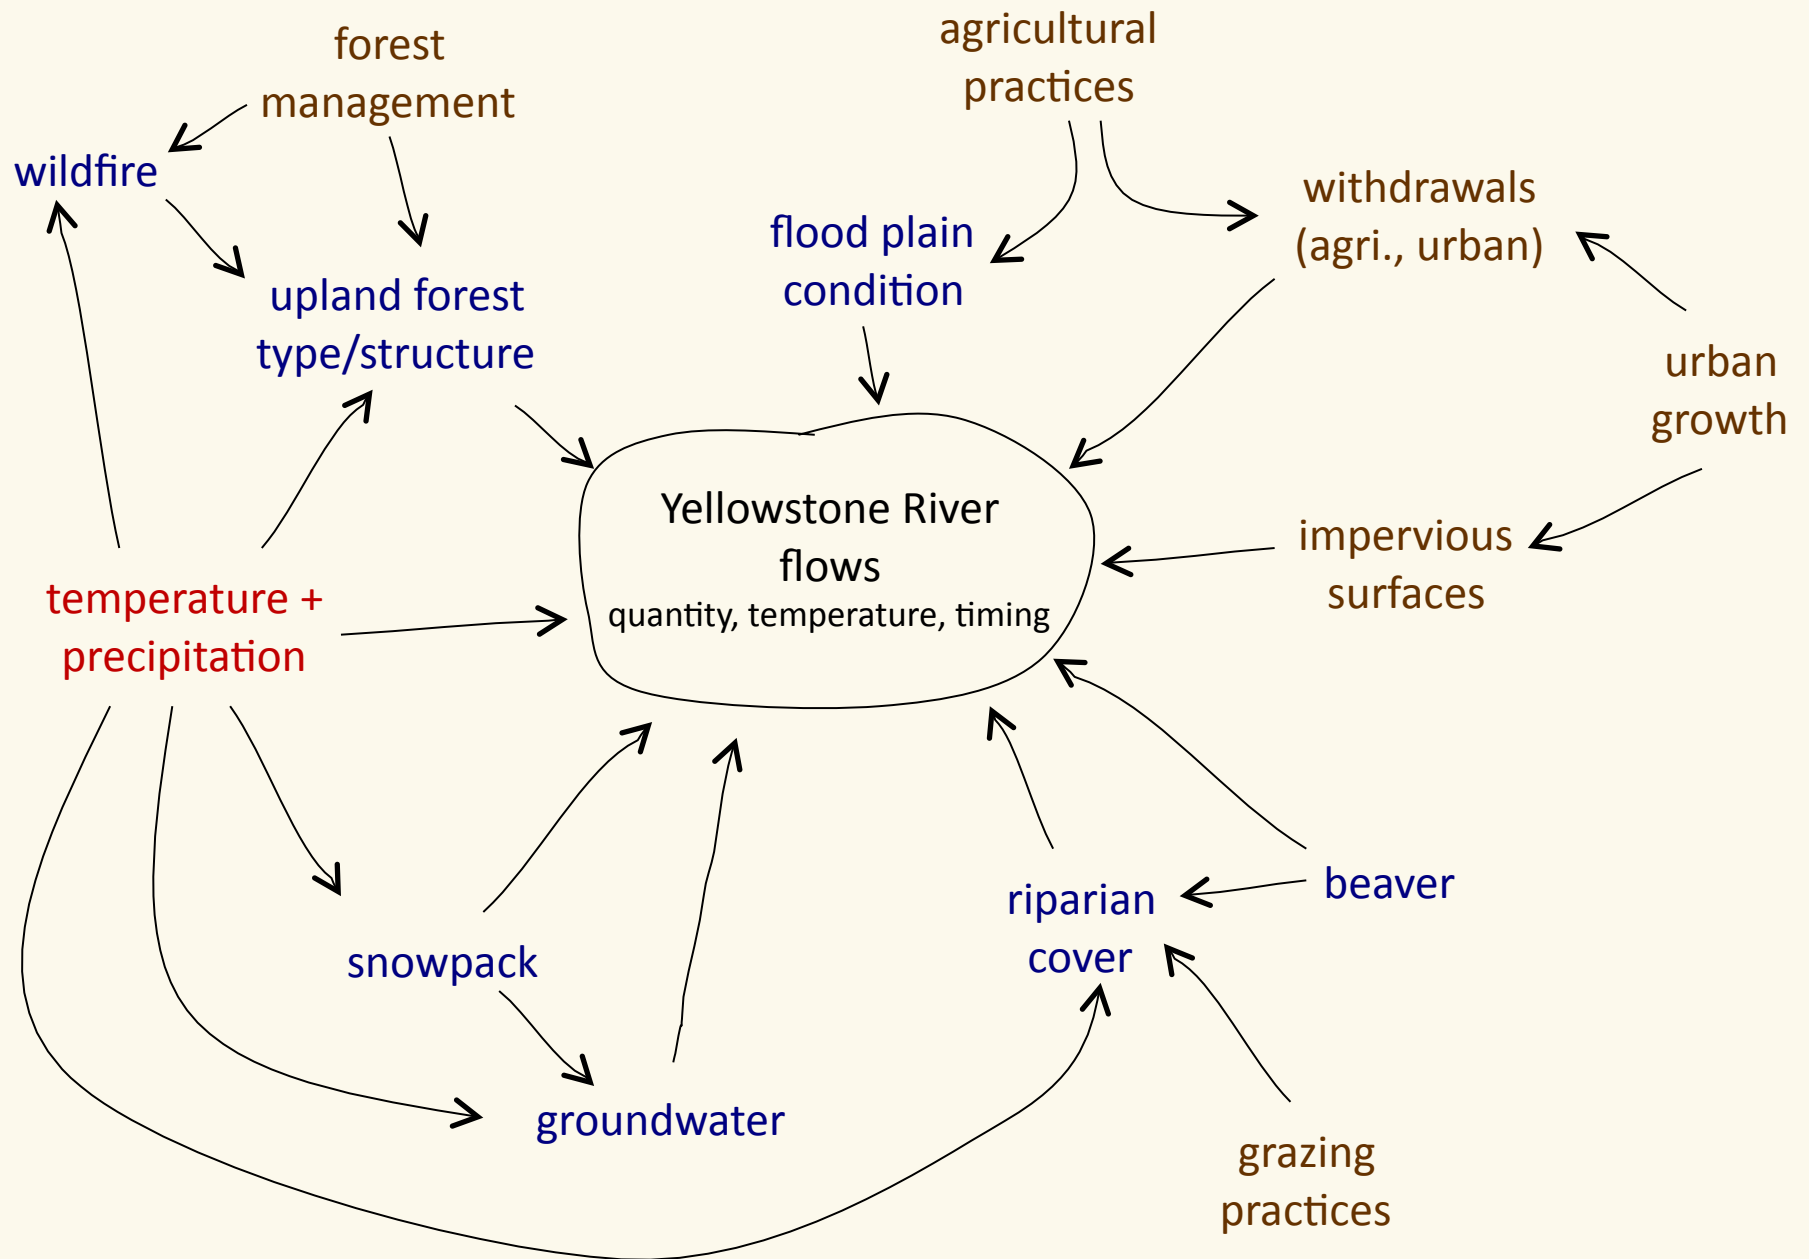 forest
management
agricultural
practices
wildfire
withdrawals
(agri., urban)
flood plain
condition
upland forest
type/structure
urban
growth
Yellowstone River
flows
quantity, temperature, timing
impervious
surfaces
temperature +
precipitation
riparian
cover
beaver
snowpack
groundwater
grazing
practices